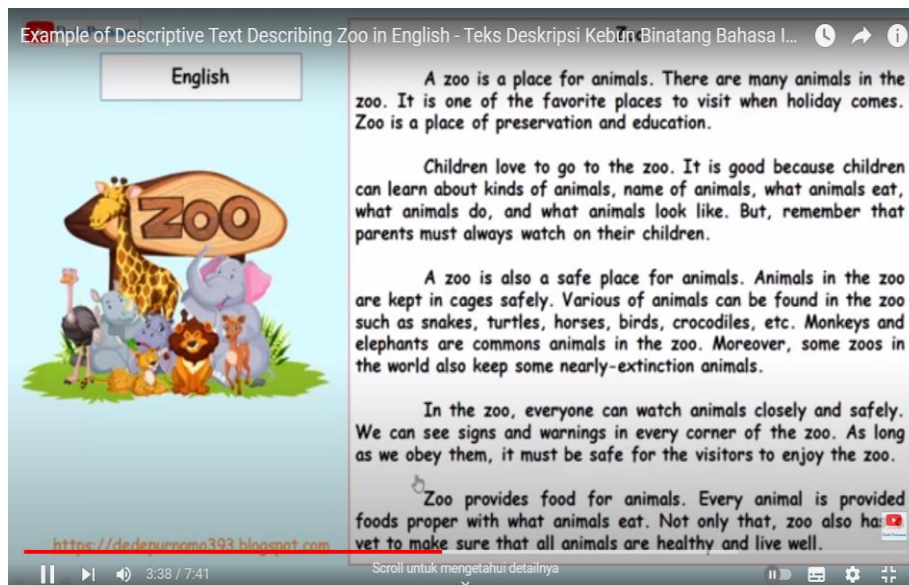 Example of Descriptive Text Describing Zoo in English - Teks Deskripsi Kebun Binatang Bahasa I...
English
ZOO
A zoo is a place for animals. There are many animals in the
zoo. It is one of the favorite places to visit when holiday comes.
Zoo is a place of preservation and education.
Children love to go to the zoo. It is good because children
can learn about kinds of animals, name of animals, what animals eat,
what animals do, and what animals look like. But, remember that
parents must always watch on their children.
A zoo is also a safe place for animals. Animals in the zoo
are kept in cages safely. Various of animals can be found in the zoo
such as snakes, turtles, horses, birds, crocodiles, etc. Monkeys and
elephants are commons animals in the zoo. Moreover, some zoos in
the world also keep some nearly-extinction animals.
In the zoo, everyone can watch animals closely and safely.
We can see signs and warnings in every corner of the zoo. As long
as we obey them, it must be safe for the visitors to enjoy the zoo.
Zoo provides food for animals. Every animal is provided
foods proper with what animals eat. Not only that, zoo also has
vet to make sure that all animals are healthy and live well.
https://dedepurnomo393.blogspot.com
3:38 / 7:41
Scroll untuk mengetahui detailnya